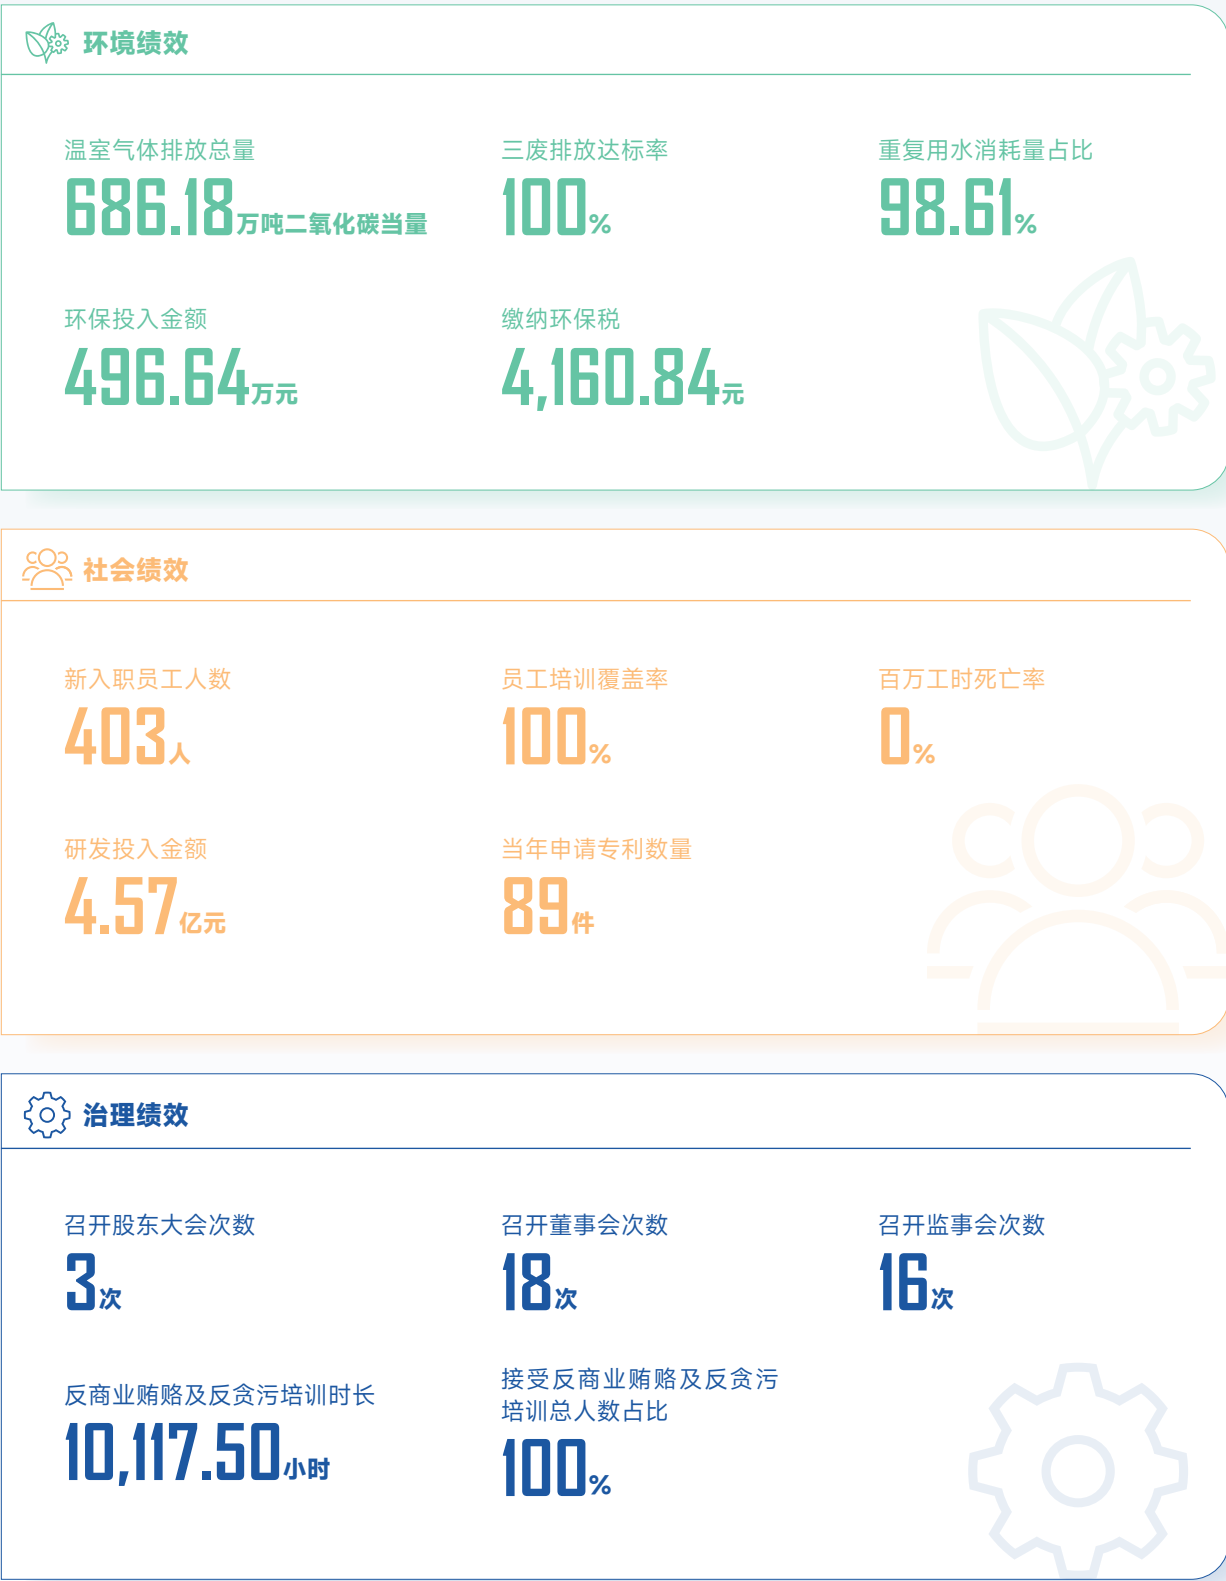 环境绩效
温室气体排放总量
686.18万吨二氧化碳当量
三废排放达标率
100%
重复用水消耗量占比
98.61%
环保投入金额
496.64万元
缴纳环保税
4,160.84元
社会绩效
新入职员工人数
403人
员工培训覆盖率
100%
百万工时死亡率
0%
研发投入金额
4.57亿元
当年申请专利数量
89件
治理绩效
召开股东大会次数
3次
召开董事会次数
18次
召开监事会次数
16次
反商业贿赂及反贪污培训时长
10,117.50小时
接受反商业贿赂及反贪污
培训总人数占比
100%